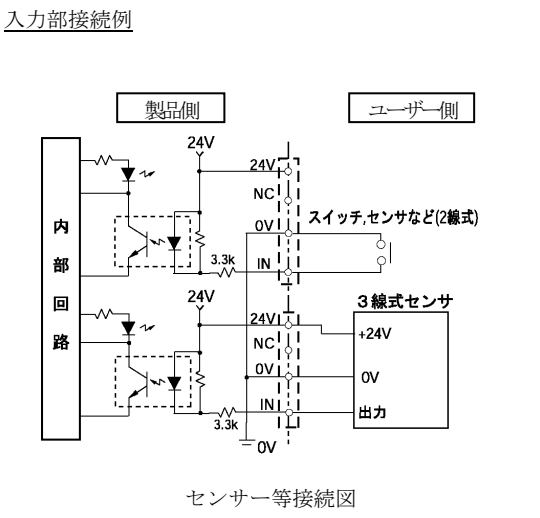 入力部接続例
製品側
ユーザー側
24V
24V
NC
0V
スイッチ,センサなど(2線式)
3.3k
IN
内部回路
24V
3線式センサ
24V
+24V
NC
0V
0V
IN
出力
3.3k
0V
センサー等接続図